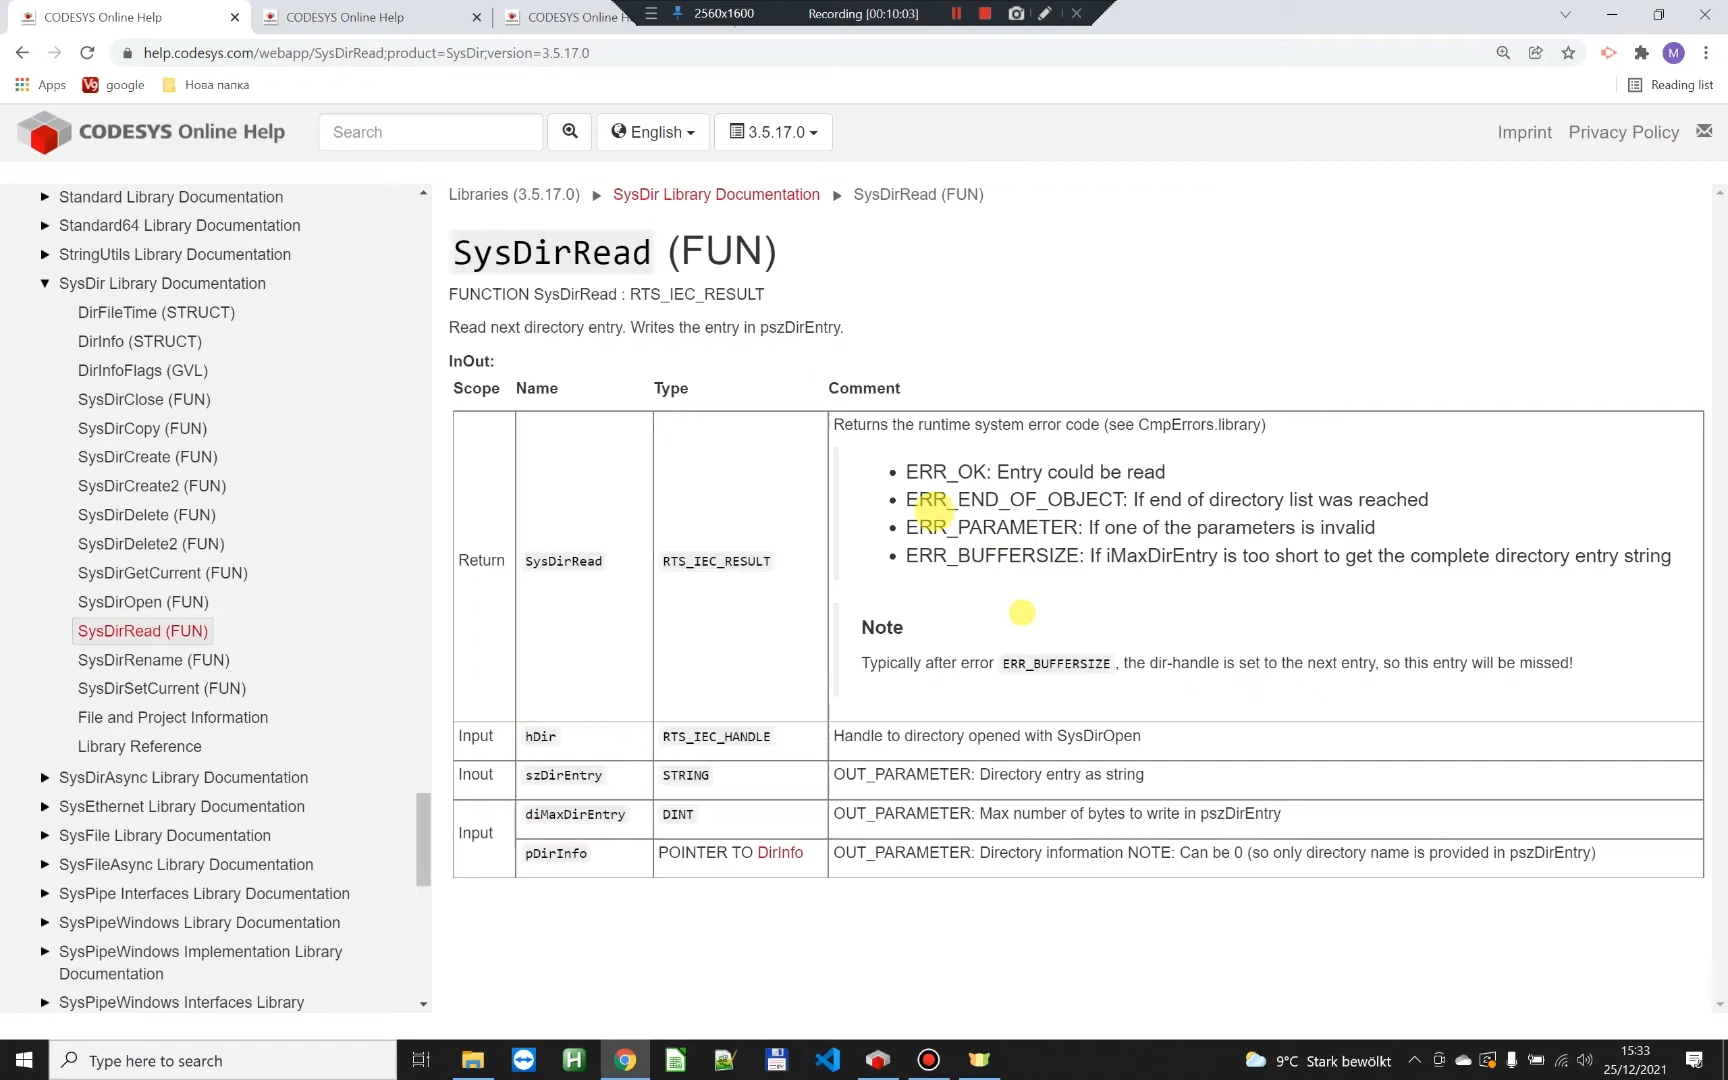 CODESYS Online Help
CODESYS Online Help
CODESYS Online H
2560x1600
Recording [00:10:03]
help.codesys.com/webapp/SysDirRead;product=SysDir;version=3.5.17.0
M
Apps
google
Нова папка
Reading list
CODESYS Online Help
Search
English
3.5.17.0
Imprint
Privacy Policy
Standard Library Documentation
Standard64 Library Documentation
StringUtils Library Documentation
SysDir Library Documentation
DirFileTime (STRUCT)
DirInfo (STRUCT)
DirInfoFlags (GVL)
SysDirClose (FUN)
SysDirCopy (FUN)
SysDirCreate (FUN)
SysDirCreate2 (FUN)
SysDirDelete (FUN)
SysDirDelete2 (FUN)
SysDirGetCurrent (FUN)
SysDirOpen (FUN)
SysDirRead (FUN)
SysDirRename (FUN)
SysDirSetCurrent (FUN)
File and Project Information
Library Reference
SysDirAsync Library Documentation
SysEthernet Library Documentation
SysFile Library Documentation
SysFileAsync Library Documentation
SysPipe Interfaces Library Documentation
SysPipeWindows Library Documentation
SysPipeWindows Implementation Library
Documentation
SysPipeWindows Interfaces Library
Libraries (3.5.17.0) ▸ SysDir Library Documentation ▸ SysDirRead (FUN)
SysDirRead (FUN)
FUNCTION SysDirRead : RTS_IEC_RESULT
Read next directory entry. Writes the entry in pszDirEntry.
InOut:
Scope Name Type Comment
Return SysDirRead RTS_IEC_RESULT
Returns the runtime system error code (see CmpErrors.library)
• ERR_OK: Entry could be read
• ERR_END_OF_OBJECT: If end of directory list was reached
• ERR_PARAMETER: If one of the parameters is invalid
• ERR_BUFFERSIZE: If iMaxDirEntry is too short to get the complete directory entry string
Note
Typically after error ERR_BUFFERSIZE, the dir-handle is set to the next entry, so this entry will be missed!
Input hDir RTS_IEC_HANDLE Handle to directory opened with SysDirOpen
Inout szDirEntry STRING OUT_PARAMETER: Directory entry as string
Input diMaxDirEntry DINT OUT_PARAMETER: Max number of bytes to write in pszDirEntry
pDirInfo POINTER TO DirInfo OUT_PARAMETER: Directory information NOTE: Can be 0 (so only directory name is provided in pszDirEntry)
Type here to search
9°C Stark bewölkt
15:33
25/12/2021